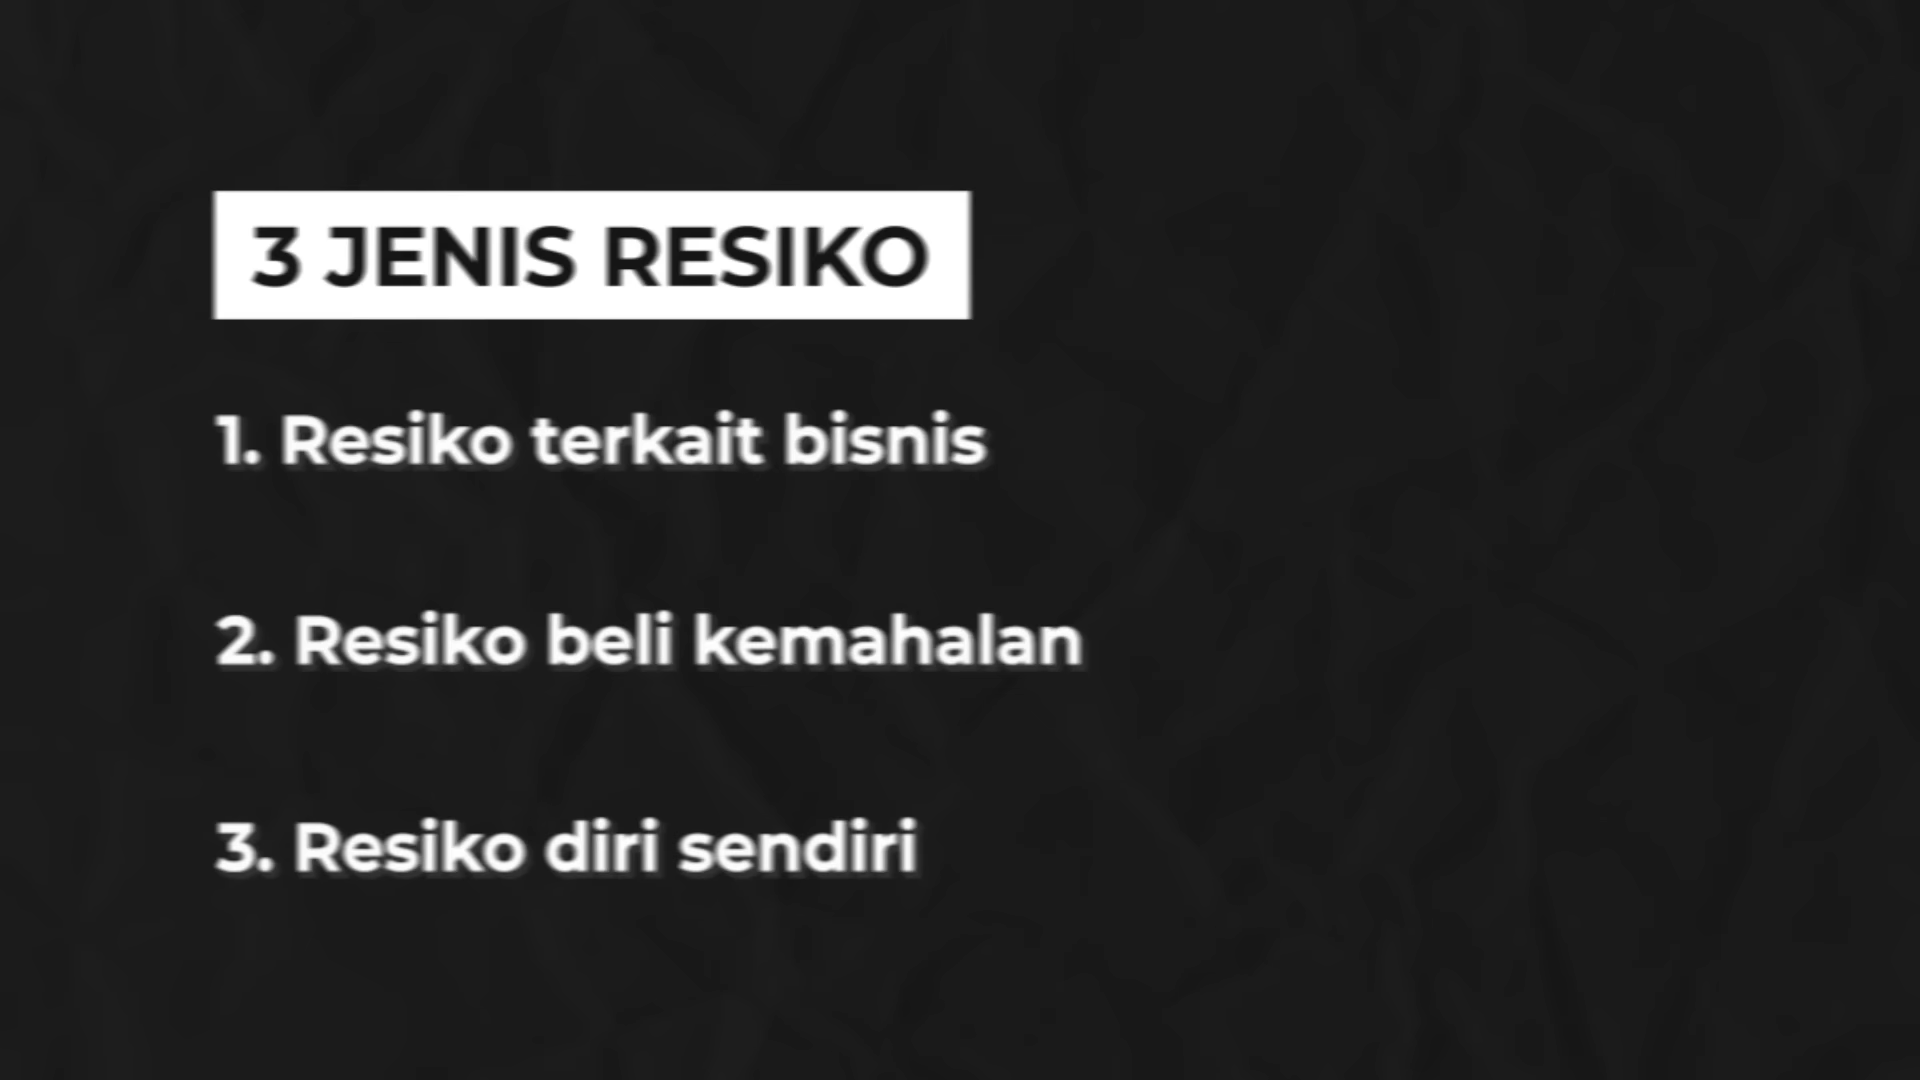 3 JENIS RESIKO
1. Resiko terkait bisnis
2. Resiko beli kemahalan
3. Resiko diri sendiri